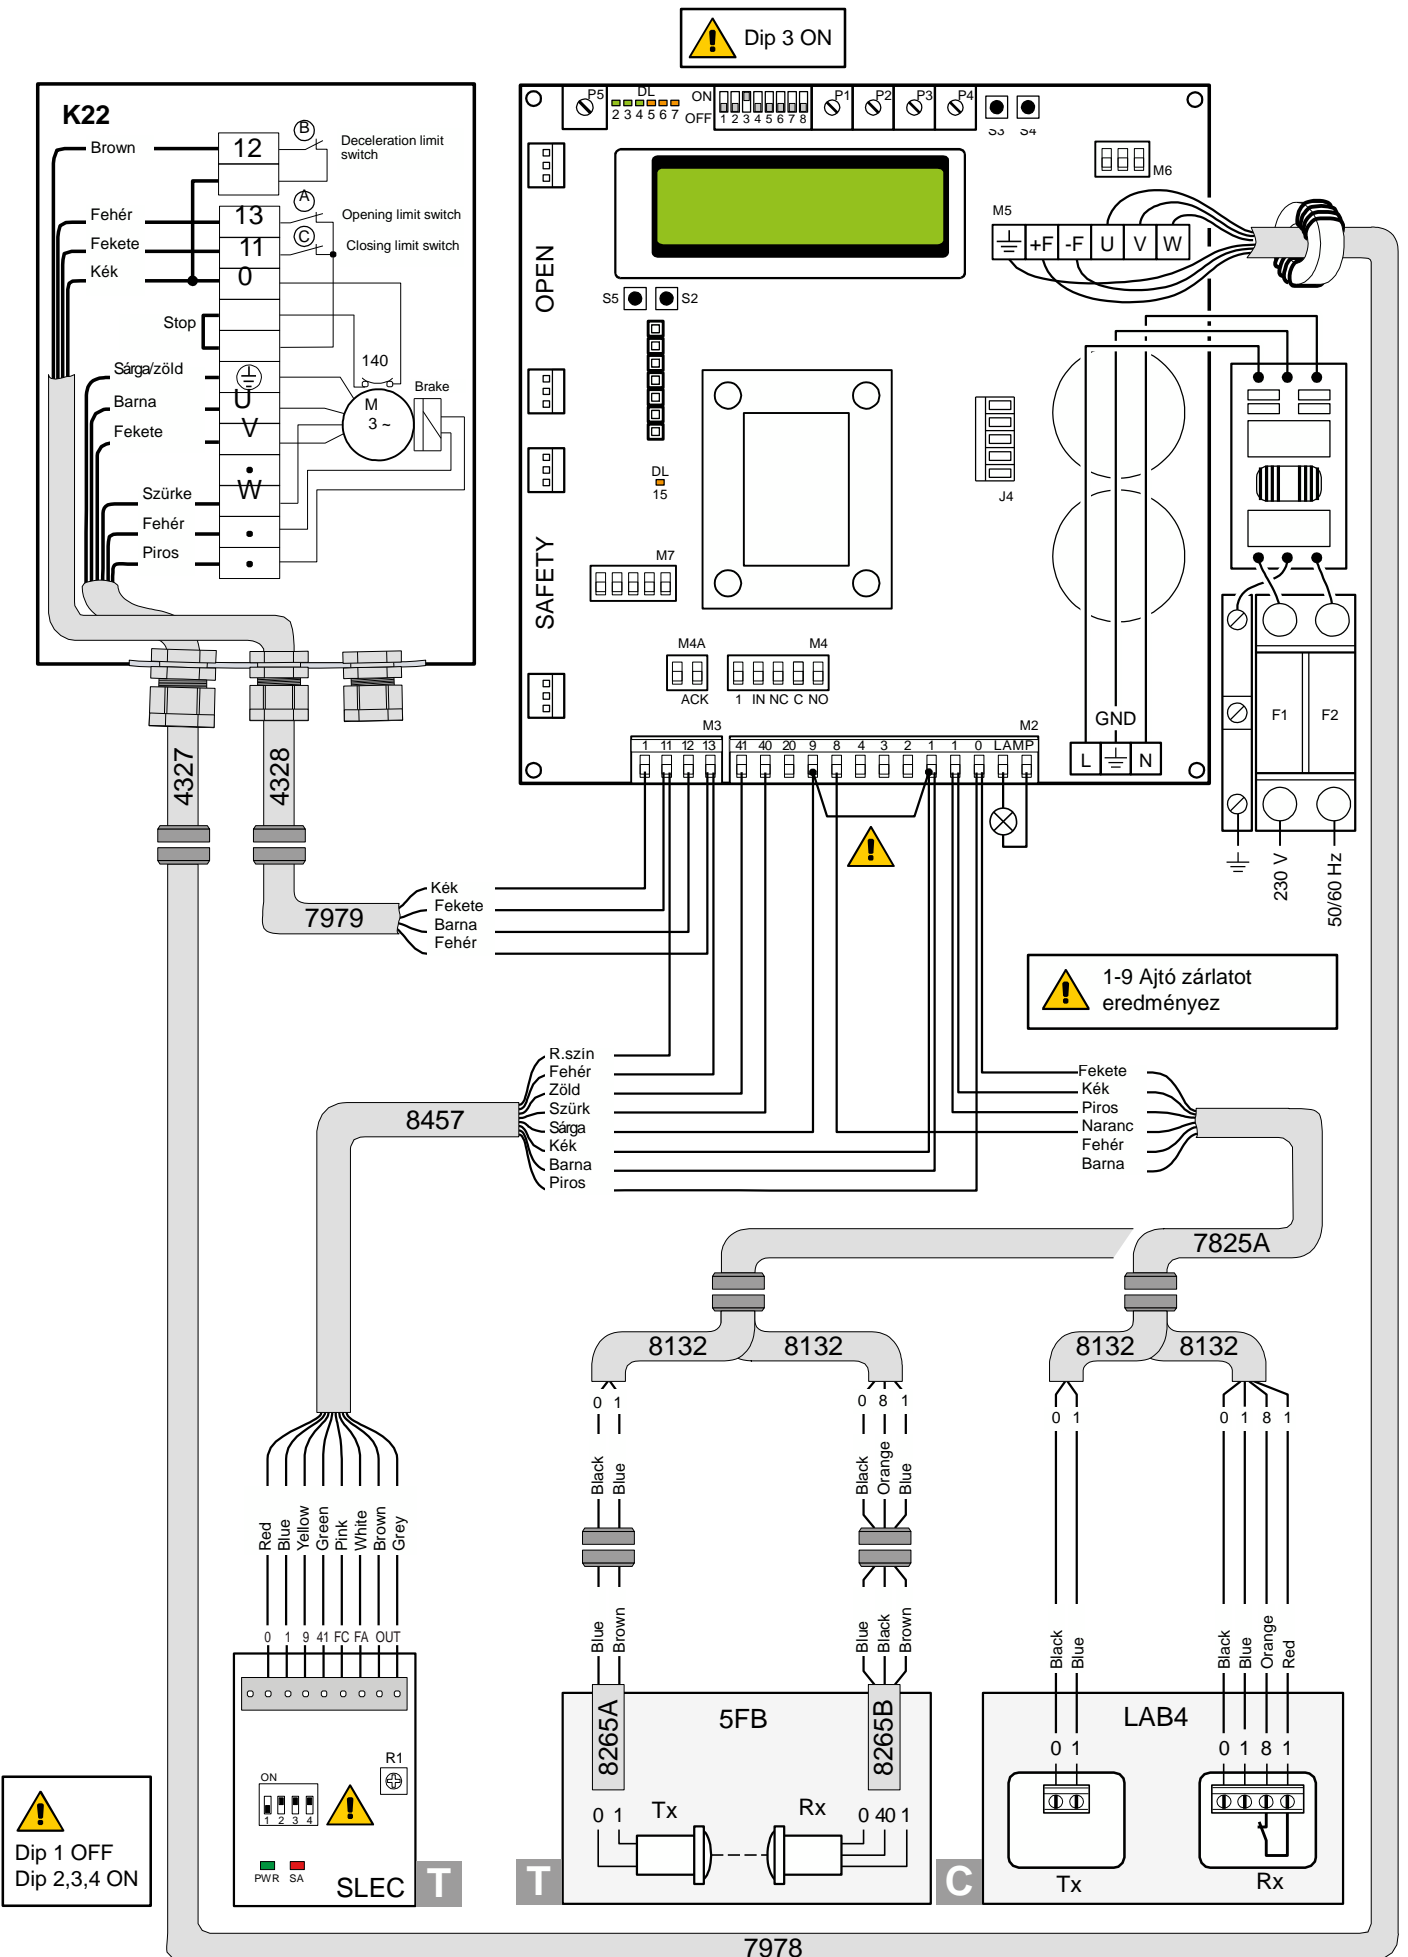 Dip 3 ON
K22
Brown
12
B
Deceleration limit
switch
Fehér
13
A
Opening limit switch
Fekete
11
C
Closing limit switch
Kék
0
Stop
140
Sárga/zöld
Barna
U
Fekete
V
M
3 ~
Brake
•
Szürke
W
Fehér
•
Piros
•
P5
DL
2 3 4 5 6 7
ON
OFF
1 2 3 4 5 6 7 8
P1
P2
P3
P4
S3 S4
M6
M5
+F -F U V W
OPEN
S5
S2
DL
15
J4
SAFETY
M7
M4A
ACK
M4
1 IN NC C NO
M3
1 11 12 13
M2
41 40 20 9 8 4 3 2 1 1 0 LAMP
GND
L N
F1 F2
230 V
50/60 Hz
4327
4328
7979
Kék
Fekete
Barna
Fehér
1-9 Ajtó zárlatot
eredményez
8457
R.szín
Fehér
Zöld
Szürk
Sárga
Kék
Barna
Piros
Fekete
Kék
Piros
Naranc
Fehér
Barna
7825A
8132 8132
8132 8132
0 1
0 8 1
0 1
0 1 8 1
Black
Blue
Black
Orange
Blue
Red
Blue
Yellow
Green
Pink
White
Brown
Grey
Blue
Brown
Blue
Black
Brown
Black
Blue
Black
Blue
Orange
Red
0 1 9 41 FC FA OUT
R1
ON
1 2 3 4
PWR SA
SLEC
T
Dip 1 OFF
Dip 2,3,4 ON
8265A
5FB
8265B
0 1
Tx
Rx
0 40 1
T
LAB4
0 1
0 1 8 1
Tx
Rx
C
7978